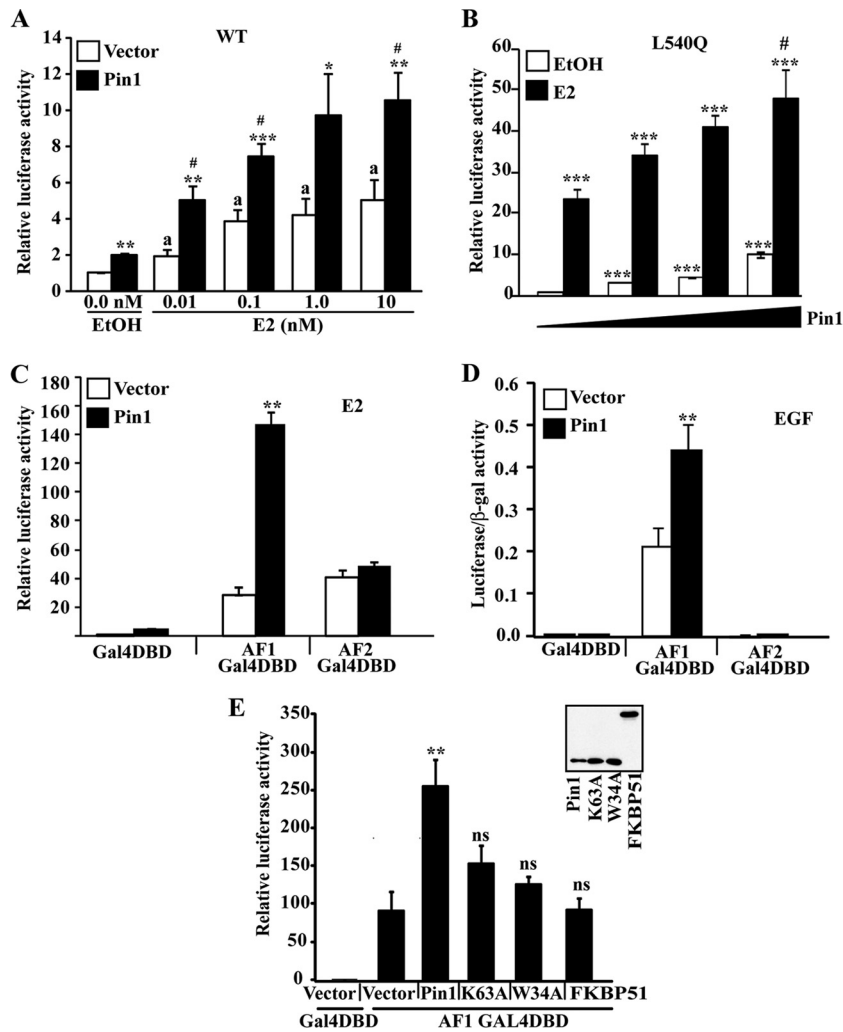 A
WT
Vector
Pin1
Relative luciferase activity
14
12
10
8
6
4
2
0
**
a
#
**
a
#
***
a
*
a
#
**
0.0 nM
0.01
0.1
1.0
10
EtOH
E2 (nM)
B
L540Q
EtOH
E2
Relative luciferase activity
60
50
40
30
20
10
0
***
***
***
***
***
***
#
***
Pin1
C
Vector
Pin1
E2
Relative luciferase activity
180
160
140
120
100
80
60
40
20
**
Gal4DBD
AF1
Gal4DBD
AF2
Gal4DBD
D
Vector
Pin1
EGF
Luciferase/β-gal activity
0.5
0.4
0.3
0.2
0.1
0.0
**
Gal4DBD
AF1
Gal4DBD
AF2
Gal4DBD
E
Relative luciferase activity
350
300
250
200
150
100
50
0
**
ns
ns
ns
Pin1
K63A
W34A
FKBP51
Vector
Vector
Pin1
K63A
W34A
FKBP51
Gal4DBD
AF1 GAL4DBD